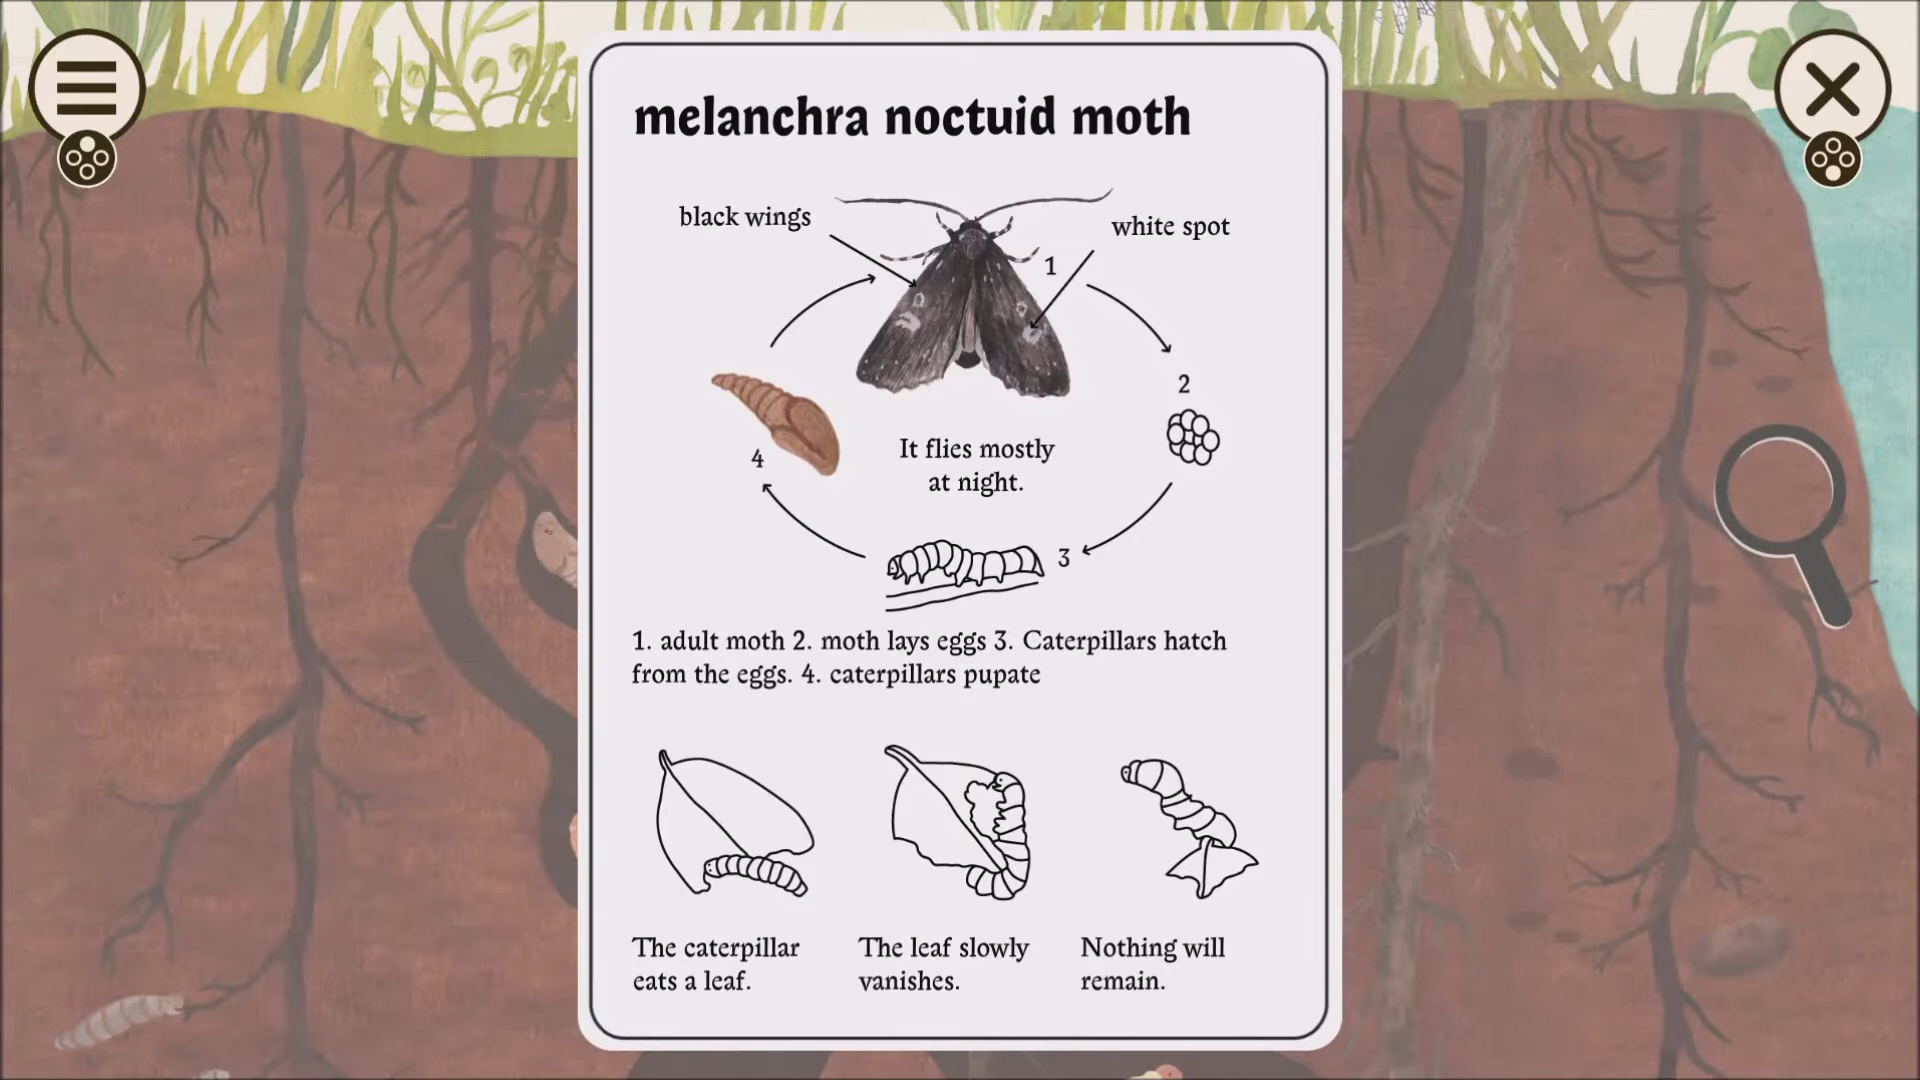 melanchra noctuid moth
black wings
white spot
1
2
It flies mostly
at night.
4
3
1. adult moth 2. moth lays eggs 3. Caterpillars hatch
from the eggs. 4. caterpillars pupate
The caterpillar
eats a leaf.
The leaf slowly
vanishes.
Nothing will
remain.